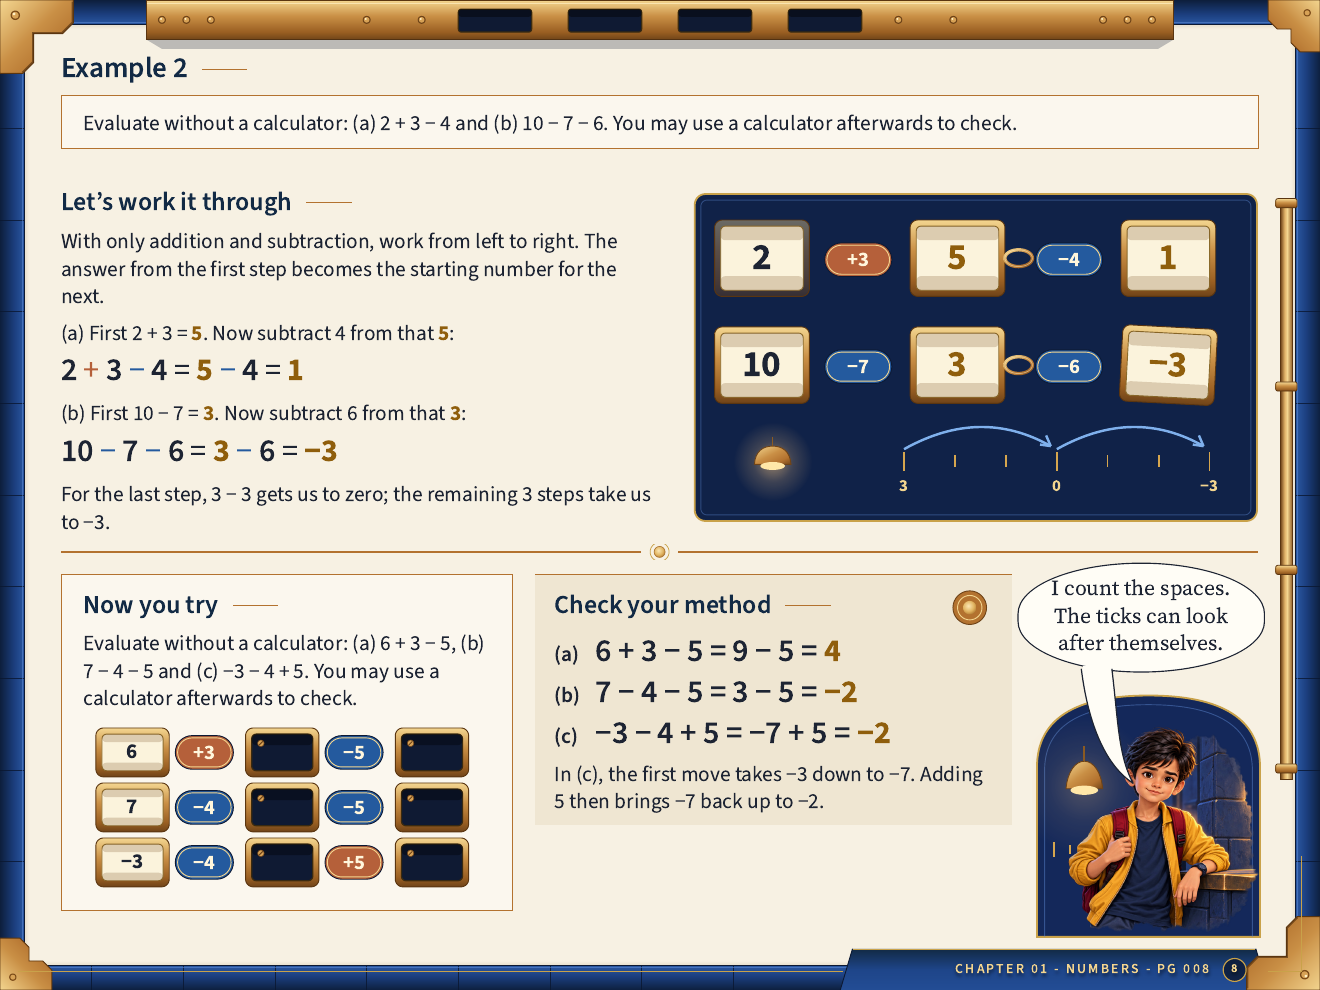 Example 2
Evaluate without a calculator: (a) 2 + 3 − 4 and (b) 10 − 7 − 6. You may use a calculator afterwards to check.
Let’s work it through
With only addition and subtraction, work from left to right. The
answer from the first step becomes the starting number for the
next.
(a) First 2 + 3 = 5. Now subtract 4 from that 5:
2 + 3 − 4 = 5 − 4 = 1
(b) First 10 − 7 = 3. Now subtract 6 from that 3:
10 − 7 − 6 = 3 − 6 = −3
For the last step, 3 − 3 gets us to zero; the remaining 3 steps take us
to −3.
2 +3 5 −4 1
10 −7 3 −6 −3
3 0 −3
Now you try
Evaluate without a calculator: (a) 6 + 3 − 5, (b)
7 − 4 − 5 and (c) −3 − 4 + 5. You may use a
calculator afterwards to check.
6 +3 −5
7 −4 −5
−3 −4 +5
Check your method
(a) 6 + 3 − 5 = 9 − 5 = 4
(b) 7 − 4 − 5 = 3 − 5 = −2
(c) −3 − 4 + 5 = −7 + 5 = −2
In (c), the first move takes −3 down to −7. Adding
5 then brings −7 back up to −2.
I count the spaces.
The ticks can look
after themselves.
CHAPTER 01 - NUMBERS - PG 008 8